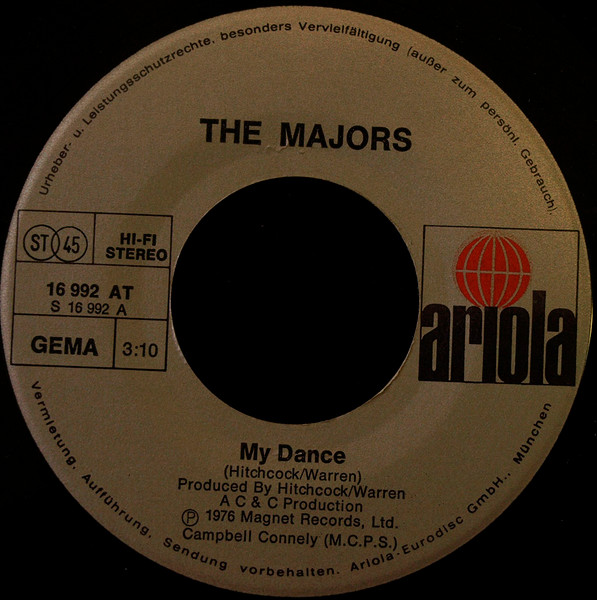 Urheber- u. Leistungsschutzrechte, besonders Vervielfältigung (außer zum persönl. Gebrauch),
THE MAJORS
ST 45
HI-FI
STEREO
16 992 AT
S 16 992 A
GEMA
3:10
ariola
My Dance
(Hitchcock/Warren)
Produced By Hitchcock/Warren
A C & C Production
Ⓟ 1976 Magnet Records, Ltd.
Campbell Connely (M.C.P.S.)
Vermietung, Aufführung, Sendung vorbehalten. Ariola-Eurodisc GmbH., München